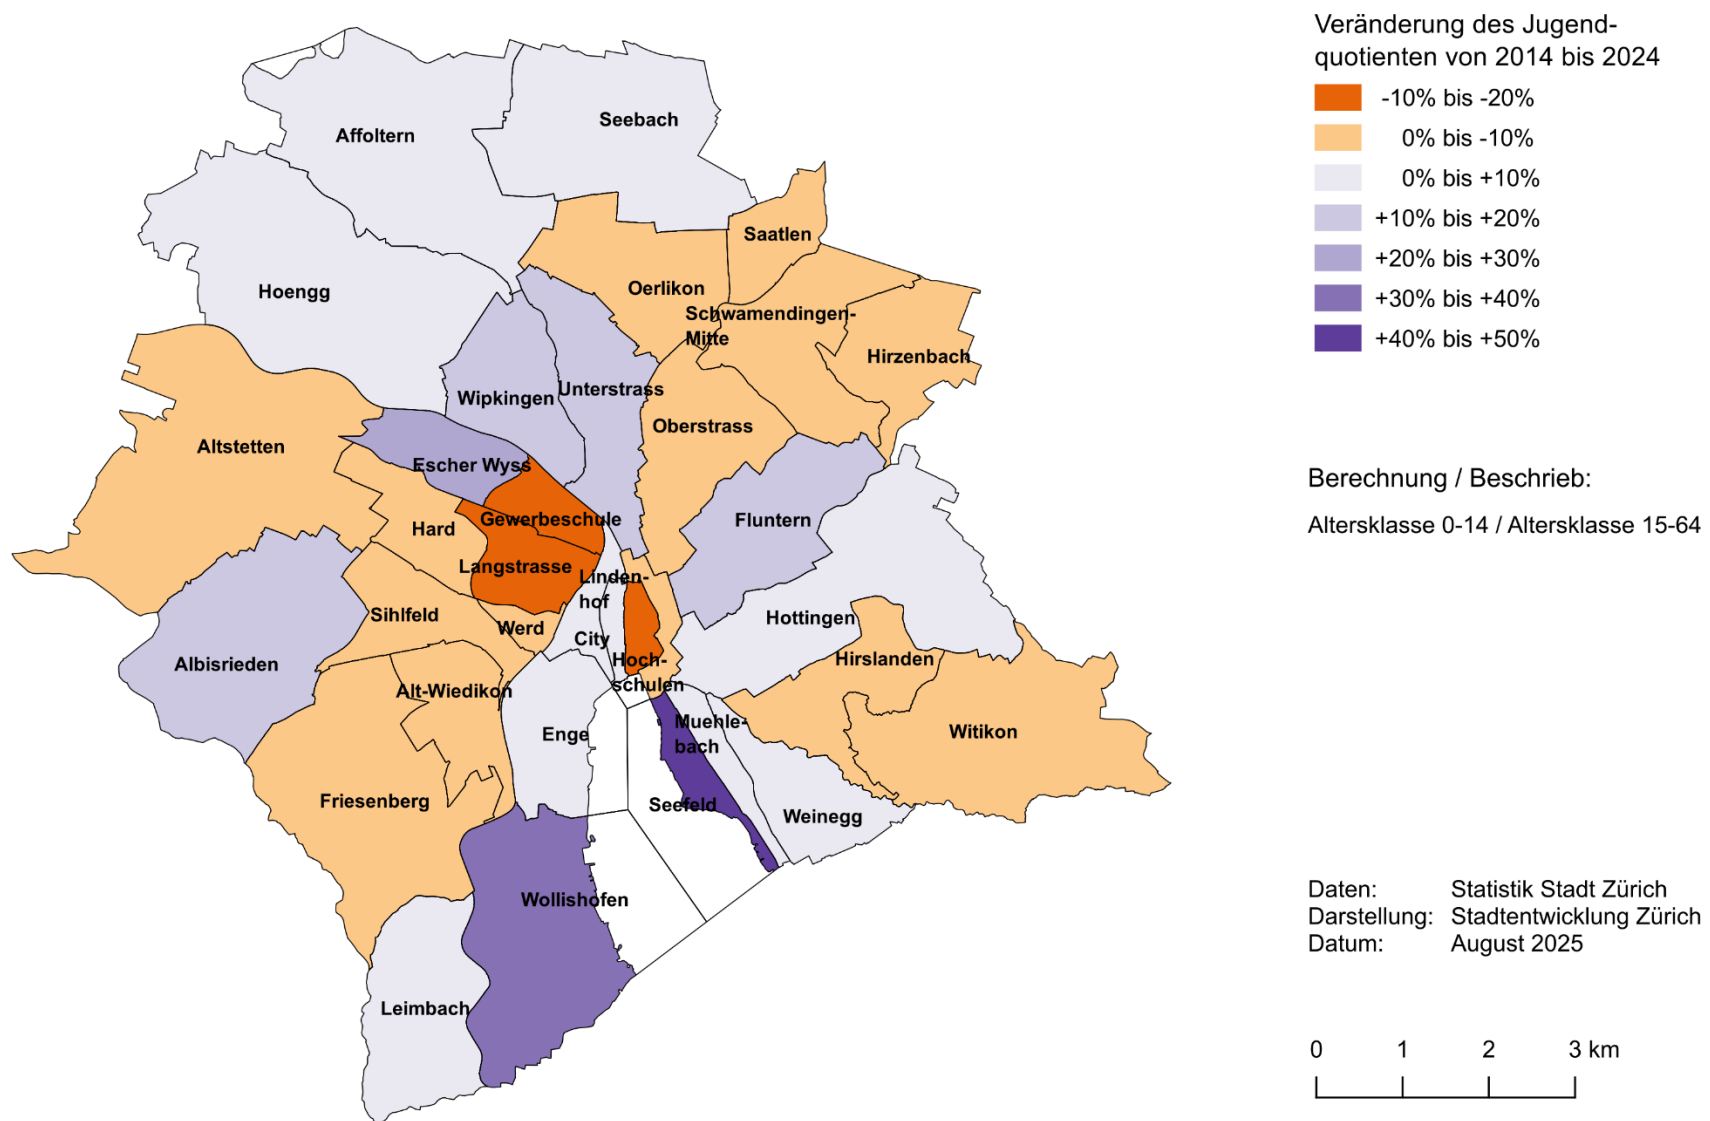 Veränderung des Jugend-
quotienten von 2014 bis 2024
-10% bis -20%
0% bis -10%
0% bis +10%
+10% bis +20%
+20% bis +30%
+30% bis +40%
+40% bis +50%
Berechnung / Beschrieb:
Altersklasse 0-14 / Altersklasse 15-64
Daten: Statistik Stadt Zürich
Darstellung: Stadtentwicklung Zürich
Datum: August 2025
0 1 2 3 km
Affoltern
Seebach
Saatlen
Hoengg
Oerlikon
Schwamendingen-
Mitte
Hirzenbach
Wipkingen
Unterstrass
Oberstrass
Altstetten
Escher Wyss
Gewerbeschule
Hard
Fluntern
Langstrasse
Linden-
hof
Sihlfeld
Werd
City
Hottingen
Albisrieden
Hoch-
schulen
Hirslanden
Alt-Wiedikon
Enge
Muehle-
bach
Witikon
Friesenberg
Seefeld
Weinegg
Wollishofen
Leimbach